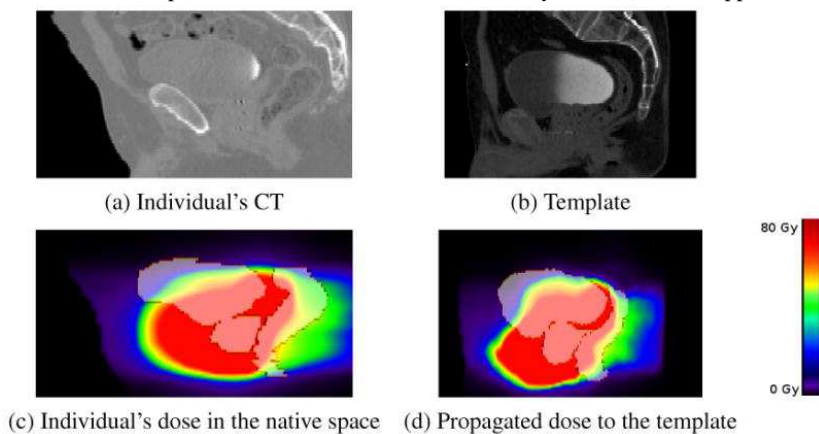 (a) Individual's CT
(b) Template
80 Gy
0 Gy
(c) Individual's dose in the native space
(d) Propagated dose to the template